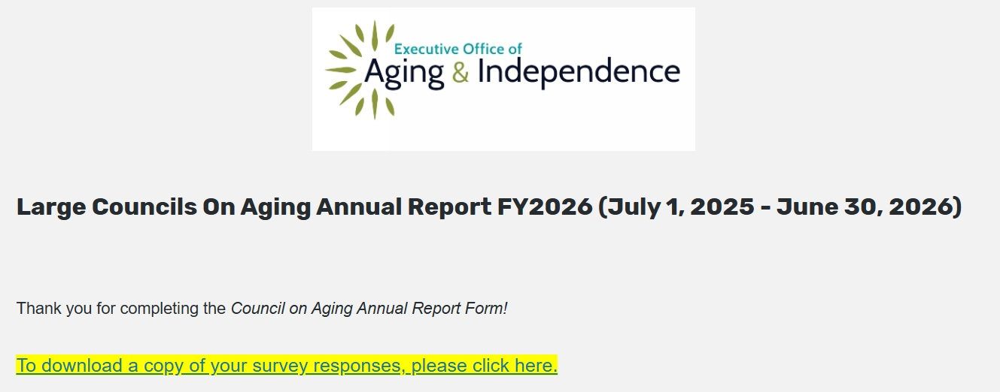 Executive Office of
Aging & Independence
Large Councils On Aging Annual Report FY2026 (July 1, 2025 - June 30, 2026)
Thank you for completing the Council on Aging Annual Report Form!
To download a copy of your survey responses, please click here.